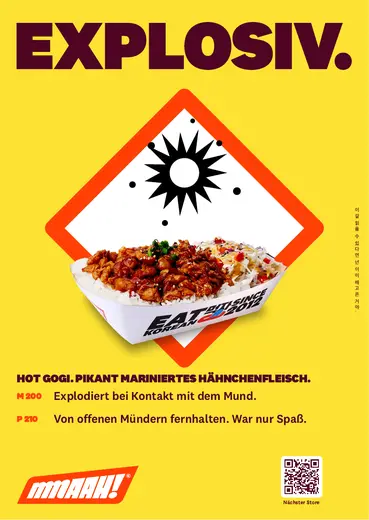 EXPLOSIV.
EAT KOREAN
SINCE 2012
HOT GOGI. PIKANT MARINIERTES HÄHNCHENFLEISCH.
M 200 Explodiert bei Kontakt mit dem Mund.
P 210 Von offenen Mündern fernhalten. War nur Spaß.
mmAAH!®
Nächster Store